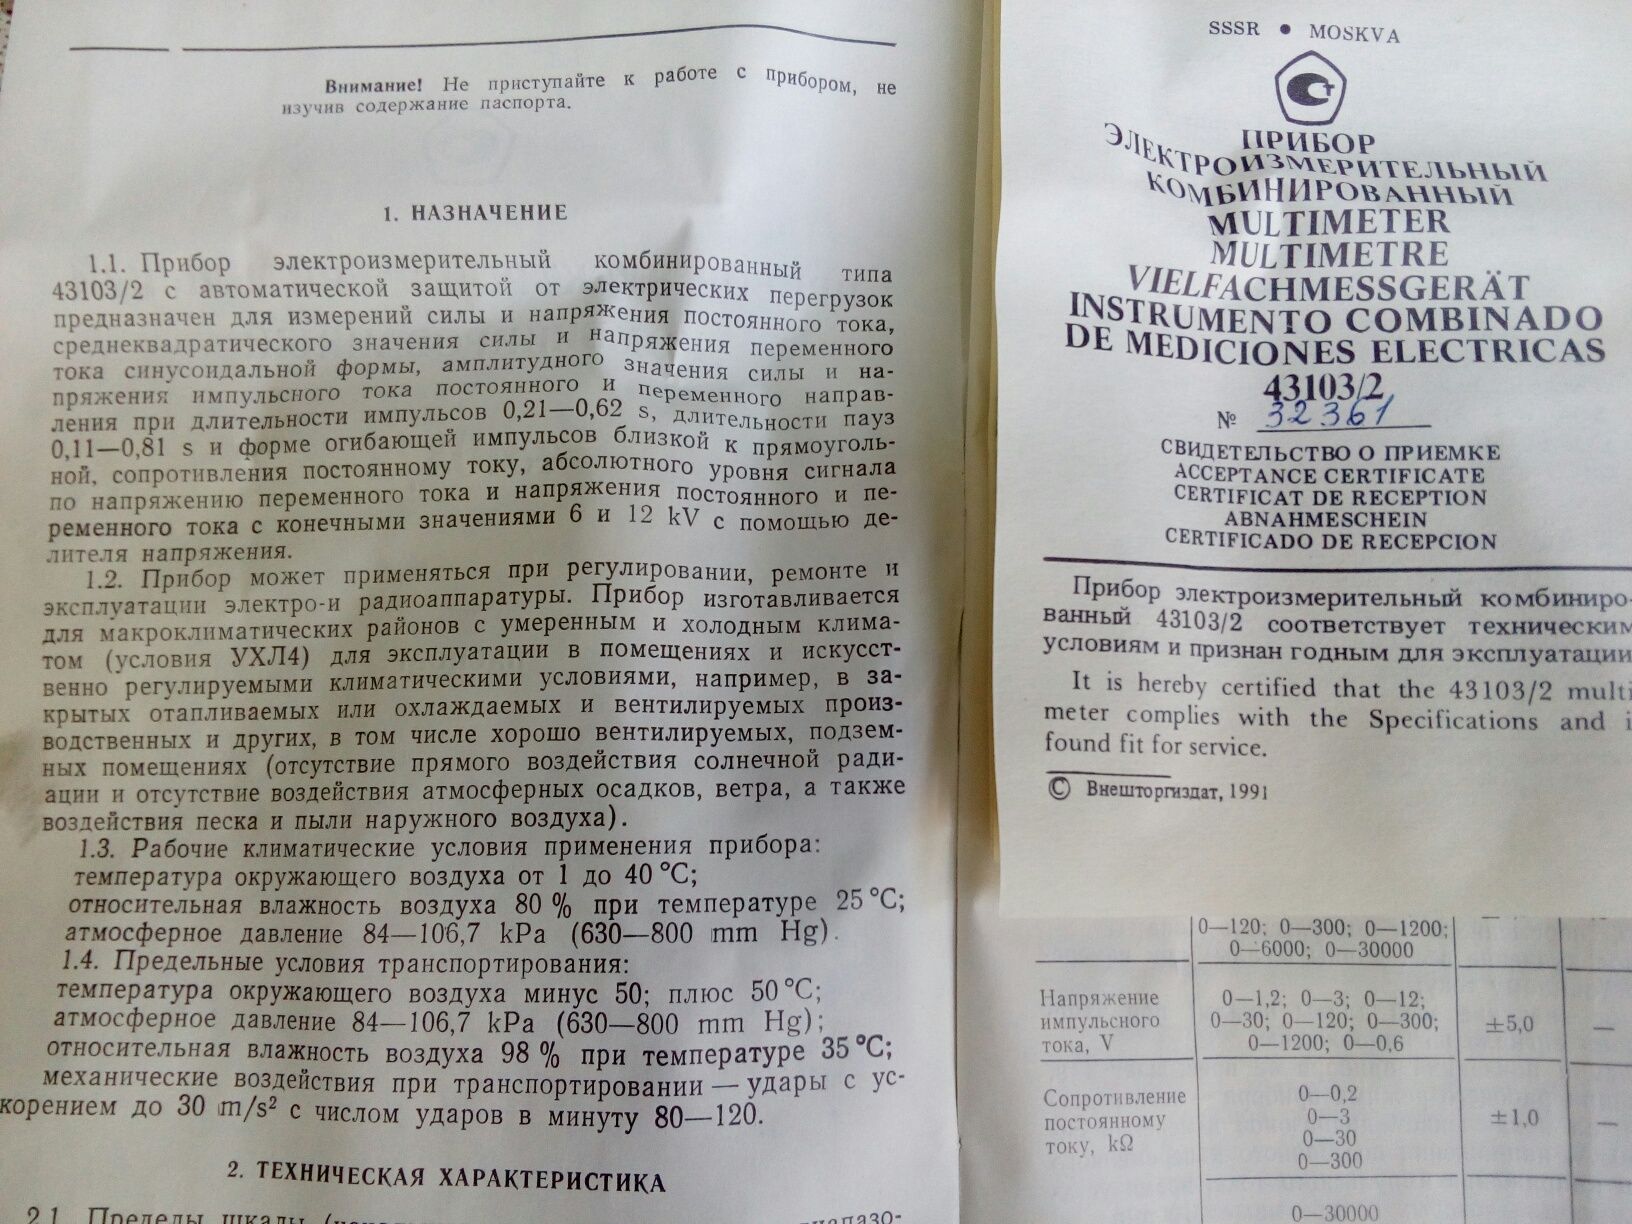 Внимание! Не приступайте к работе с прибором, не
изучив содержание паспорта.
1. НАЗНАЧЕНИЕ
1.1. Прибор электроизмерительный комбинированный типа
43103/2 с автоматической защитой от электрических перегрузок
предназначен для измерений силы и напряжения постоянного тока,
среднеквадратического значения силы и напряжения переменного
тока синусоидальной формы, амплитудного значения силы и на-
пряжения импульсного тока постоянного и переменного направ-
ления при длительности импульсов 0,21—0,62 s, длительности пауз
0,11—0,81 s и форме огибающей импульсов близкой к прямоуголь-
ной, сопротивления постоянному току, абсолютного уровня сигнала
по напряжению переменного тока и напряжения постоянного и пе-
ременного тока с конечными значениями 6 и 12 kV с помощью де-
лителя напряжения.
1.2. Прибор может применяться при регулировании, ремонте и
эксплуатации электро-и радиоаппаратуры. Прибор изготавливается
для макроклиматических районов с умеренным и холодным клима-
том (условия УХЛ4) для эксплуатации в помещениях и искусст-
венно регулируемыми климатическими условиями, например, в за-
крытых отапливаемых или охлаждаемых и вентилируемых произ-
водственных и других, в том числе хорошо вентилируемых, подзем-
ных помещениях (отсутствие прямого воздействия солнечной ради-
ации и отсутствие воздействия атмосферных осадков, ветра, а также
воздействия песка и пыли наружного воздуха).
1.3. Рабочие климатические условия применения прибора:
температура окружающего воздуха от 1 до 40 °C;
относительная влажность воздуха 80 % при температуре 25 °C;
атмосферное давление 84—106,7 kPa (630—800 mm Hg).
1.4. Предельные условия транспортирования:
температура окружающего воздуха минус 50; плюс 50 °C;
атмосферное давление 84—106,7 kPa (630—800 mm Hg);
относительная влажность воздуха 98 % при температуре 35 °C;
механические воздействия при транспортировании — удары с ус-
корением до 30 m/s² с числом ударов в минуту 80—120.
2. ТЕХНИЧЕСКАЯ ХАРАКТЕРИСТИКА
2.1. Пределы шкалы
SSSR • MOSKVA
ПРИБОР
ЭЛЕКТРОИЗМЕРИТЕЛЬНЫЙ
КОМБИНИРОВАННЫЙ
MULTIMETER
MULTIMETRE
VIELFACHMESSGERÄT
INSTRUMENTO COMBINADO
DE MEDICIONES ELECTRICAS
43103/2
№ 32361
СВИДЕТЕЛЬСТВО О ПРИЕМКЕ
ACCEPTANCE CERTIFICATE
CERTIFICAT DE RECEPTION
ABNAHMESCHEIN
CERTIFICADO DE RECEPCION
Прибор электроизмерительный комбиниро-
ванный 43103/2 соответствует техническим
условиям и признан годным для эксплуатации
It is hereby certified that the 43103/2 multi
meter complies with the Specifications and i
found fit for service.
© Внешторгиздат, 1991
0—120; 0—300; 0—1200;
0—6000; 0—30000
Напряжение
импульсного
тока, V
0—1,2; 0—3; 0—12;
0—30; 0—120; 0—300;
0—1200; 0—0,6
±5,0
—
Сопротивление
постоянному
току, kΩ
0—0,2
0—3
0—30
0—300
±1,0
—
0—30000